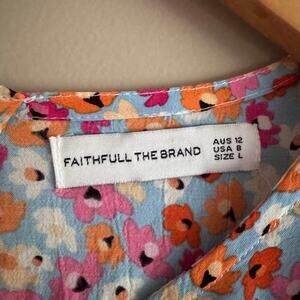 FAITHFULL THE BRAND
AUS 12
USA 8
SIZE L